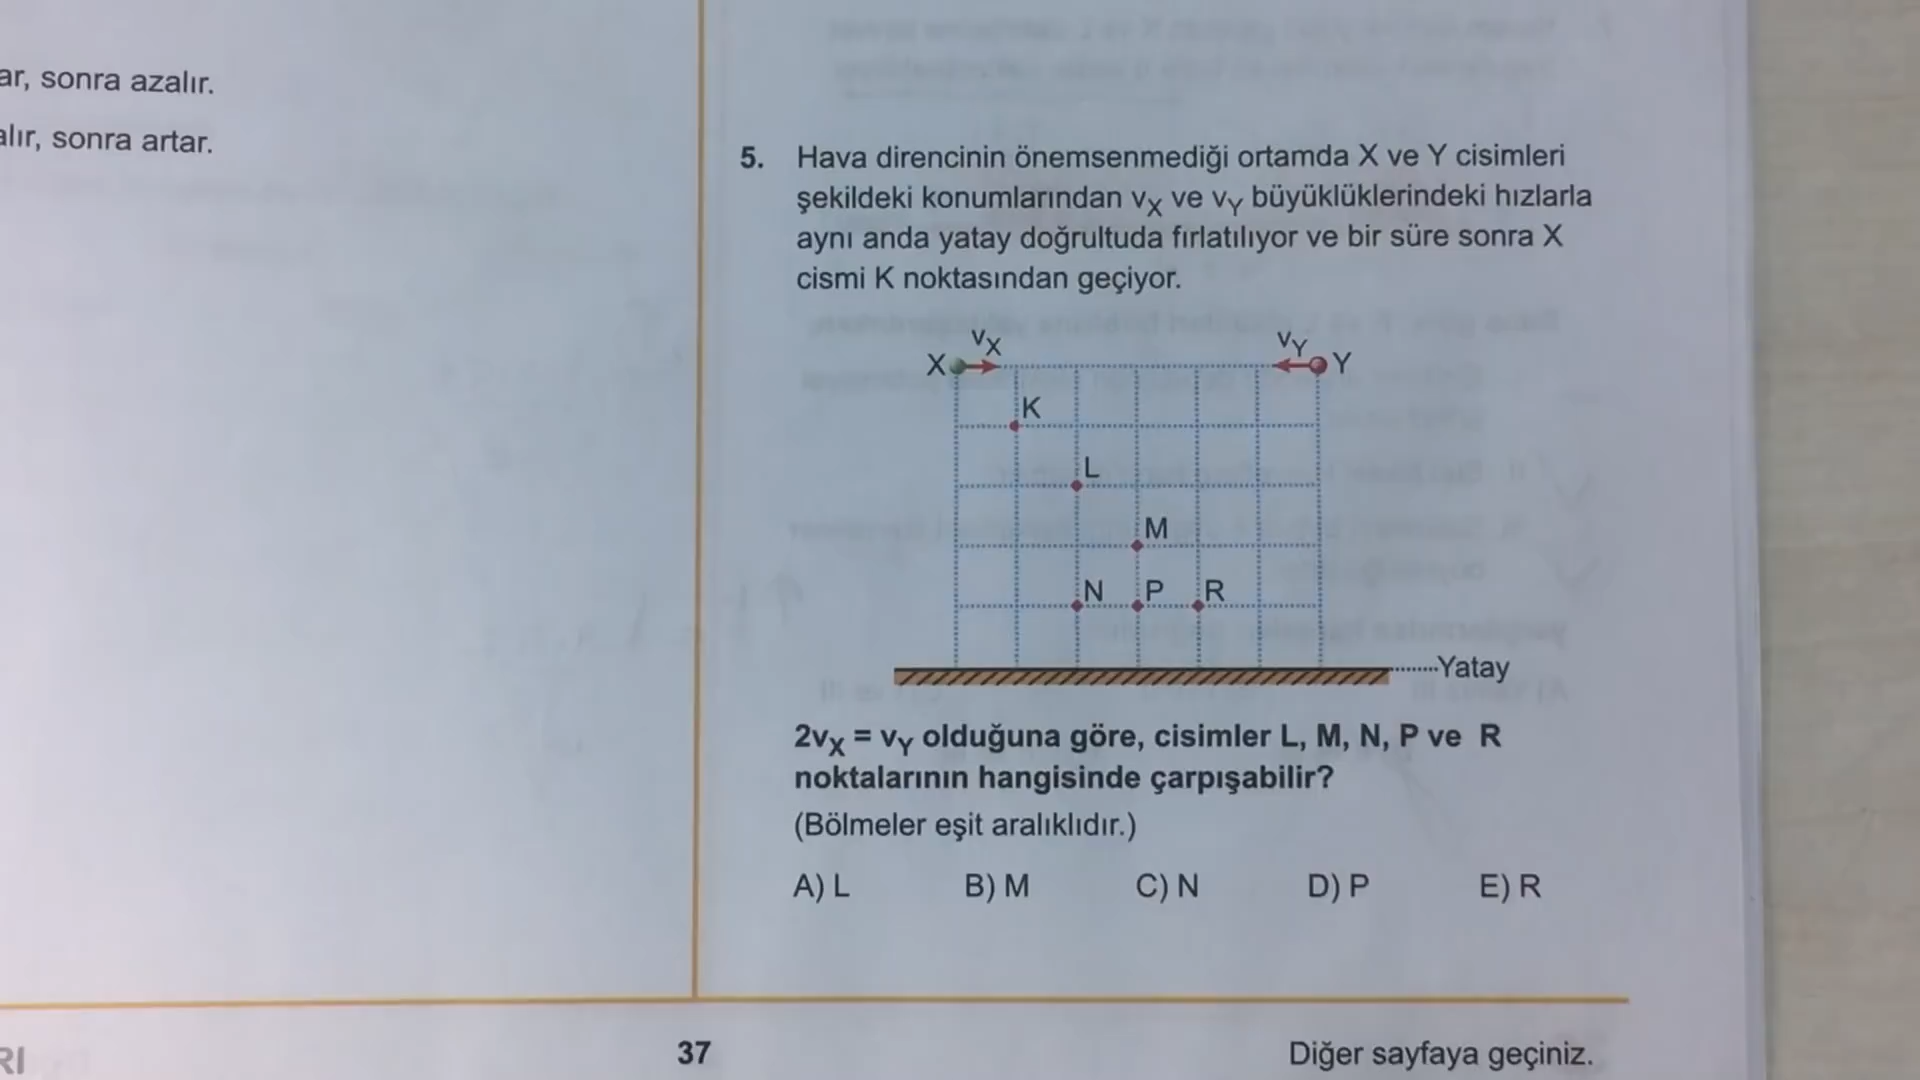 ar, sonra azalır.
alır, sonra artar.
5. Hava direncinin önemsenmediği ortamda X ve Y cisimleri
şekildeki konumlarından vX ve vY büyüklüklerindeki hızlarla
aynı anda yatay doğrultuda fırlatılıyor ve bir süre sonra X
cismi K noktasından geçiyor.
vX vY
X Y
K
L
M
N P R
Yatay
2vX = vY olduğuna göre, cisimler L, M, N, P ve R
noktalarının hangisinde çarpışabilir?
(Bölmeler eşit aralıklıdır.)
A) L B) M C) N D) P E) R
RI 37 Diğer sayfaya geçiniz.